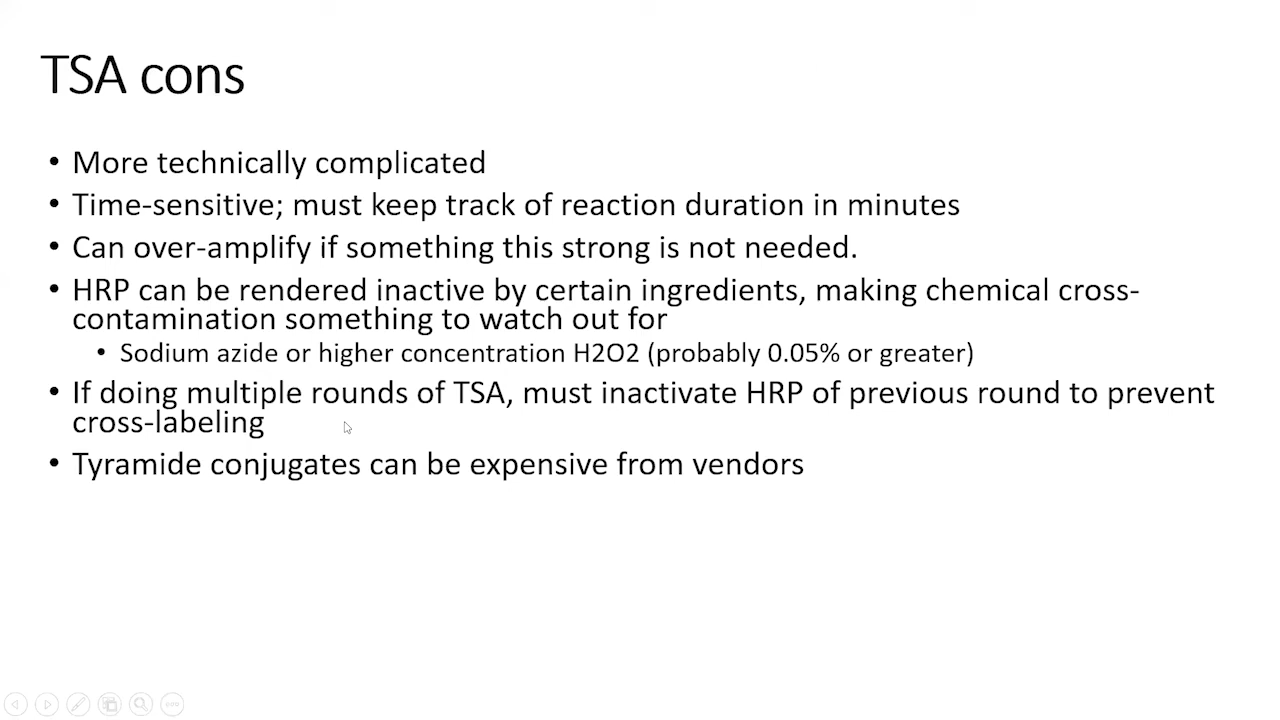 TSA cons
• More technically complicated
• Time-sensitive; must keep track of reaction duration in minutes
• Can over-amplify if something this strong is not needed.
• HRP can be rendered inactive by certain ingredients, making chemical cross-
contamination something to watch out for
• Sodium azide or higher concentration H2O2 (probably 0.05% or greater)
• If doing multiple rounds of TSA, must inactivate HRP of previous round to prevent
cross-labeling
• Tyramide conjugates can be expensive from vendors